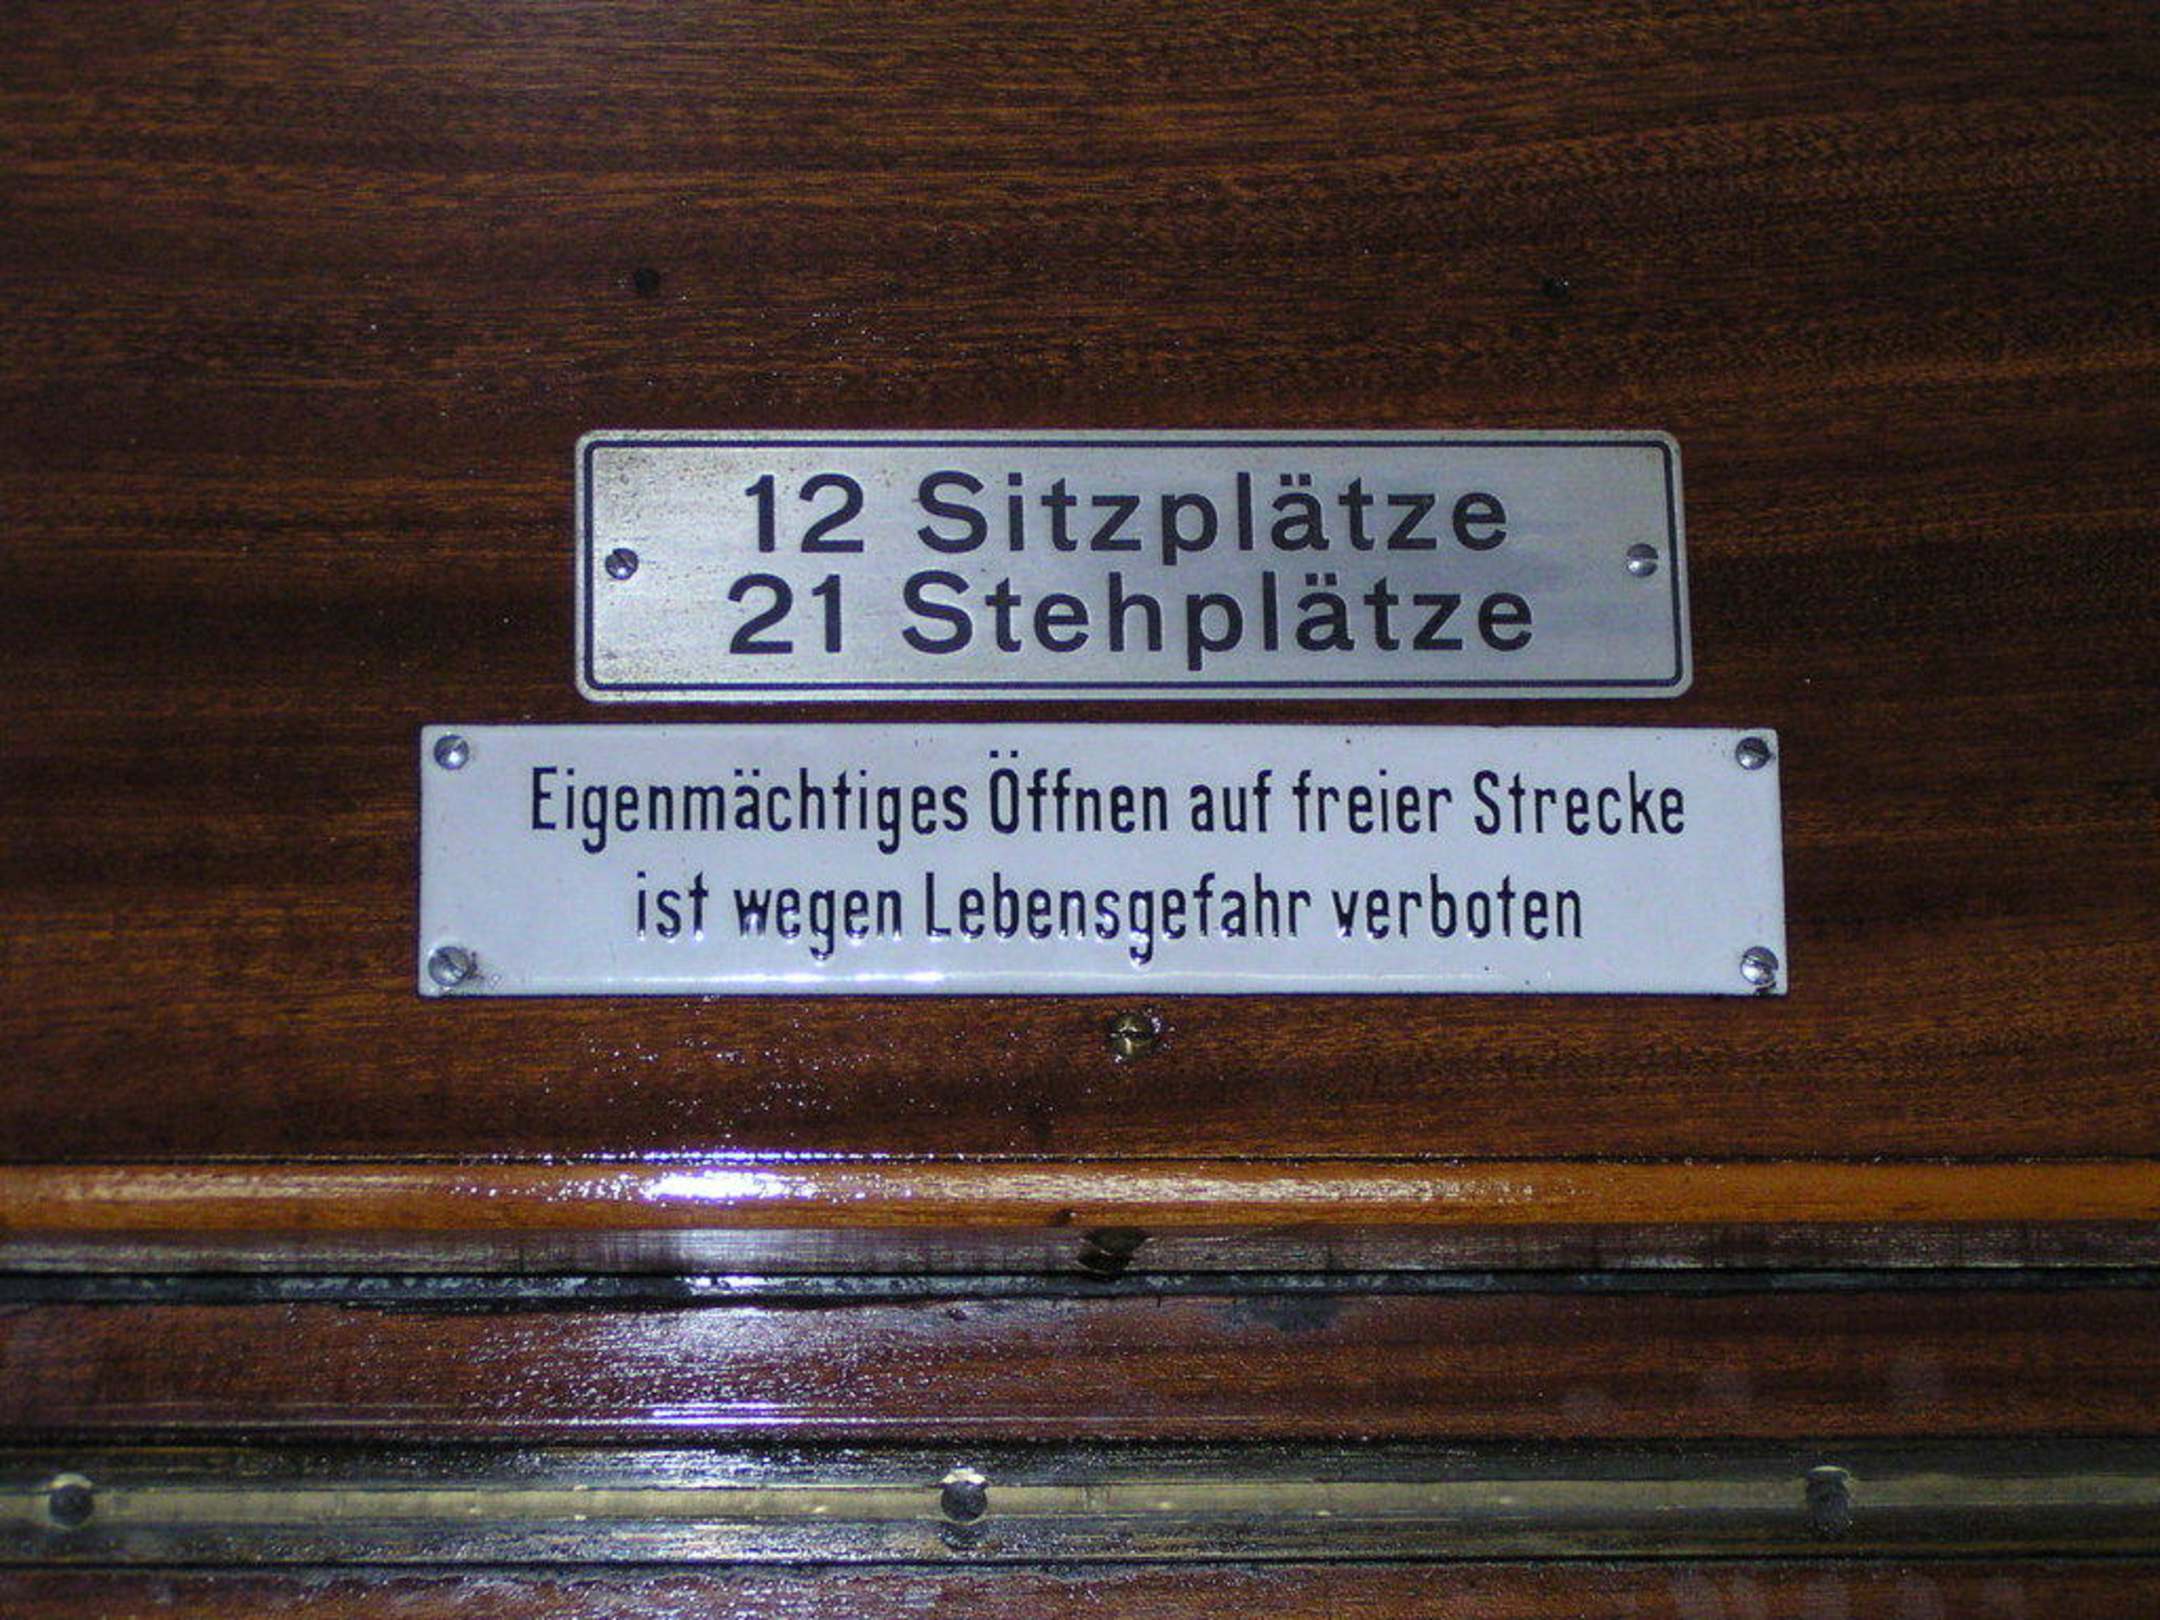 12 Sitzplätze
21 Stehplätze
Eigenmächtiges Öffnen auf freier Strecke
ist wegen Lebensgefahr verboten